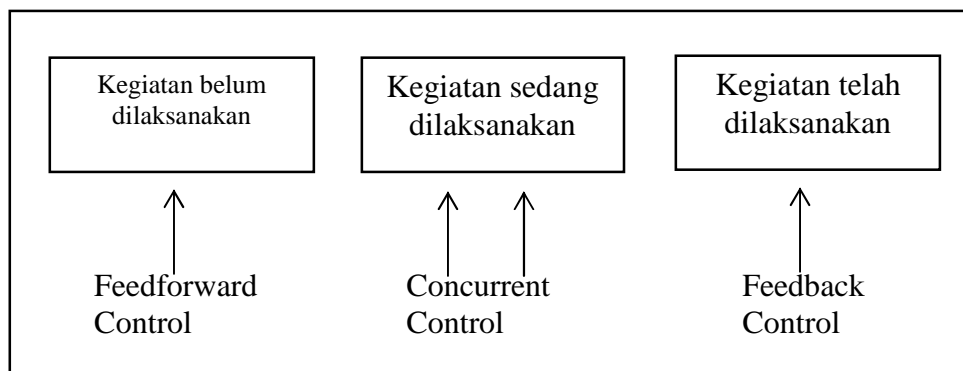 Kegiatan belum
dilaksanakan
Kegiatan sedang
dilaksanakan
Kegiatan telah
dilaksanakan
Feedforward
Control
Concurrent
Control
Feedback
Control